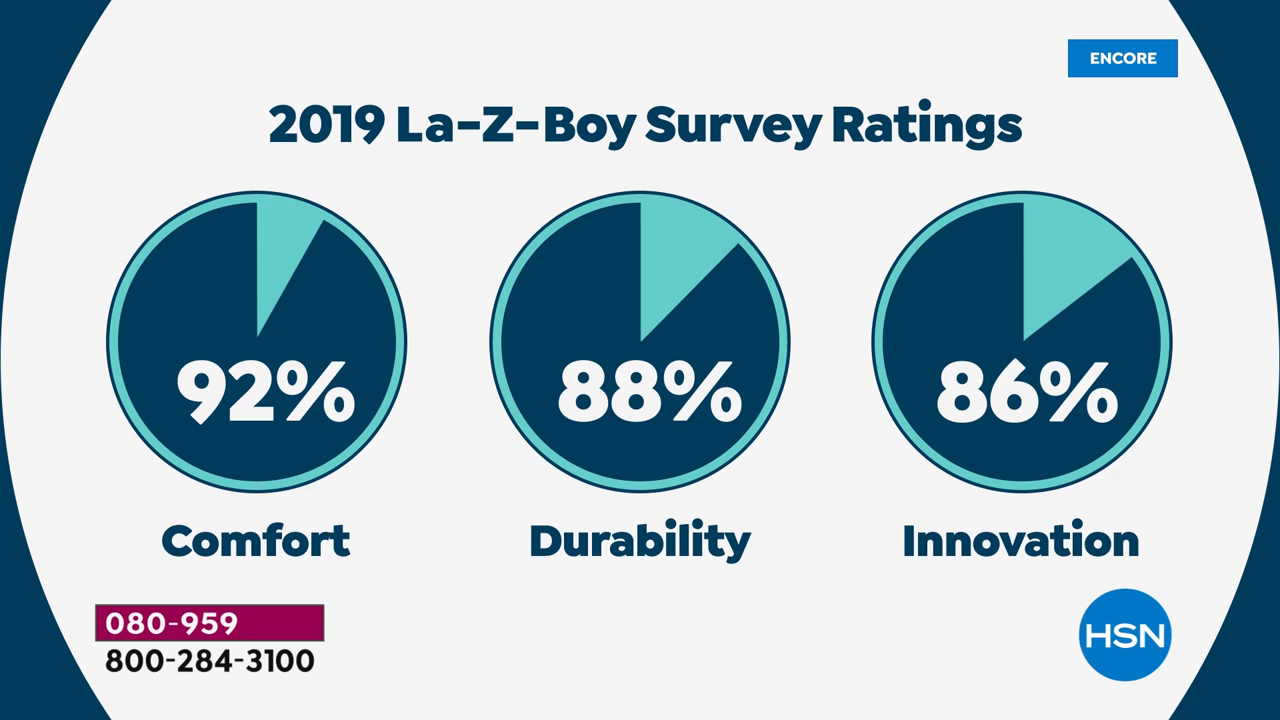 ENCORE
2019 La-Z-Boy Survey Ratings
92%
88%
86%
Comfort
Durability
Innovation
080-959
800-284-3100
HSN